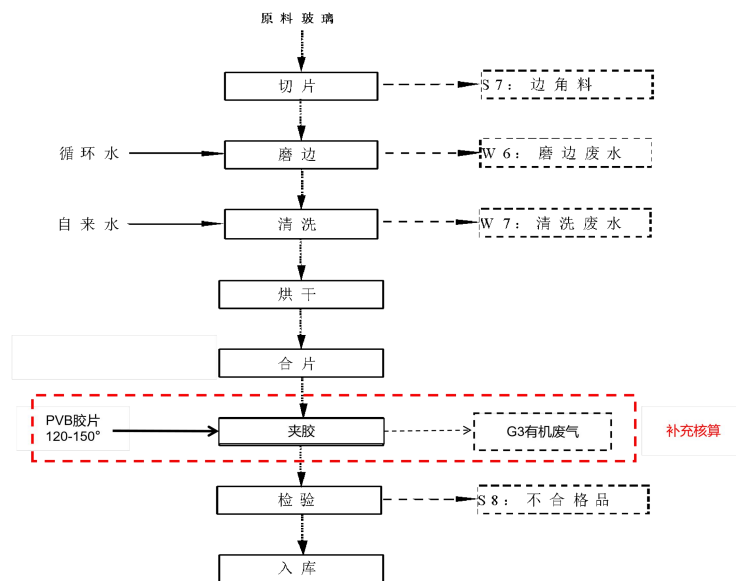 原料玻璃
切片
S7：边角料
循环水
磨边
W6：磨边废水
自来水
清洗
W7：清洗废水
烘干
合片
PVB胶片
120-150°
夹胶
G3有机废气
补充核算
检验
S8：不合格品
入库